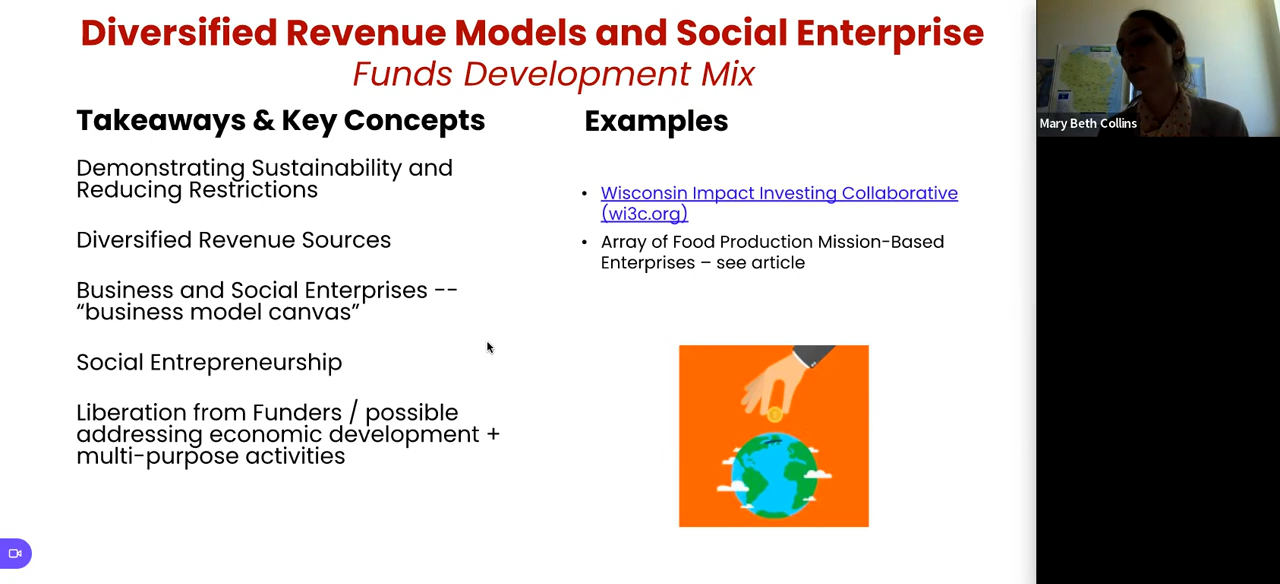 Diversified Revenue Models and Social Enterprise
Funds Development Mix
Takeaways & Key Concepts
Demonstrating Sustainability and
Reducing Restrictions
Diversified Revenue Sources
Business and Social Enterprises --
“business model canvas”
Social Entrepreneurship
Liberation from Funders / possible
addressing economic development +
multi-purpose activities
Examples
• Wisconsin Impact Investing Collaborative
(wi3c.org)
• Array of Food Production Mission-Based
Enterprises – see article
Mary Beth Collins